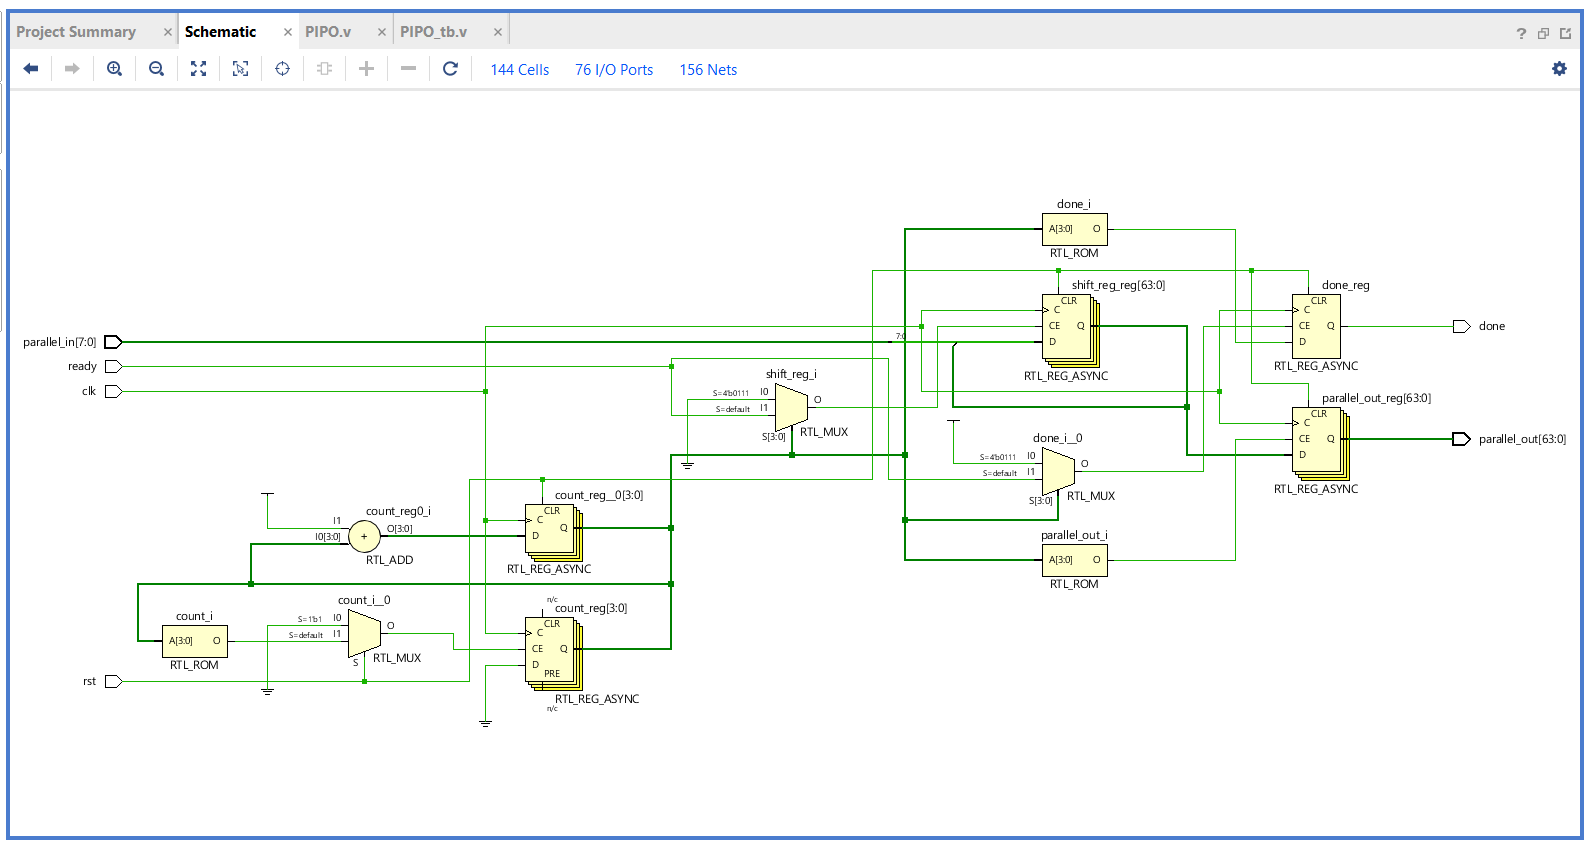 Project Summary × Schematic × PIPO.v × PIPO_tb.v × ?
144 Cells 76 I/O Ports 156 Nets
done_i
A[3:0] O
RTL_ROM
shift_reg_reg[63:0]
CLR
C
CE Q
D
RTL_REG_ASYNC
done_reg
CLR
C
CE Q
D
RTL_REG_ASYNC
done
parallel_in[7:0]
7:0
ready
clk
shift_reg_i
S=4'b0111 I0
S=default I1
O
S[3:0]
RTL_MUX
parallel_out_reg[63:0]
CLR
C
CE Q
D
RTL_REG_ASYNC
parallel_out[63:0]
done_i__0
S=4'b0111 I0
S=default I1
O
S[3:0]
RTL_MUX
count_reg0_i
I1
I0[3:0]
+
O[3:0]
RTL_ADD
count_reg__0[3:0]
CLR
C
D Q
RTL_REG_ASYNC
parallel_out_i
A[3:0] O
RTL_ROM
count_i
A[3:0] O
RTL_ROM
count_i__0
S=1'b1 I0
S=default I1
O
S
RTL_MUX
n/c
count_reg[3:0]
CLR
C
CE Q
D
PRE
RTL_REG_ASYNC
n/c
rst